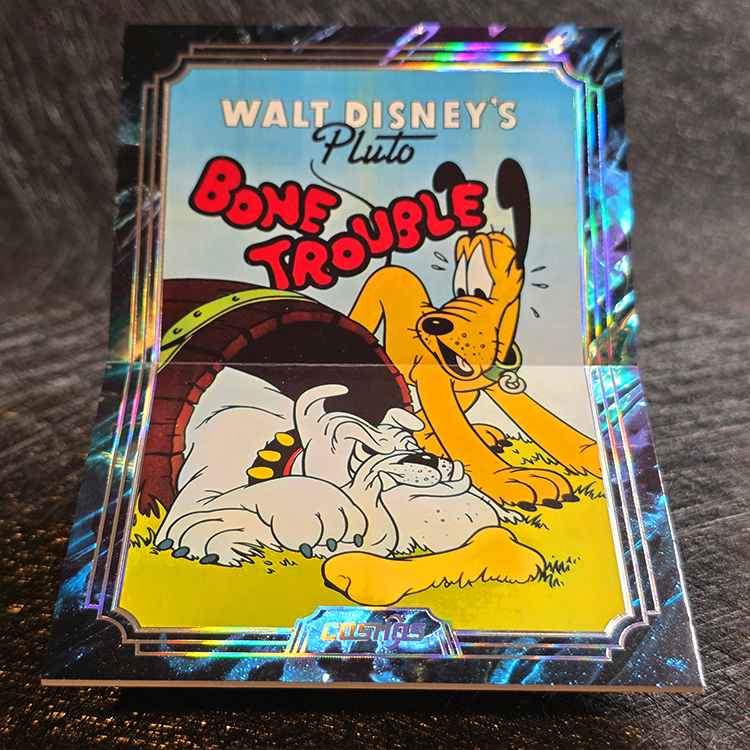 WALT DISNEY'S
Pluto
BONE
TROUBLE
COSMOS